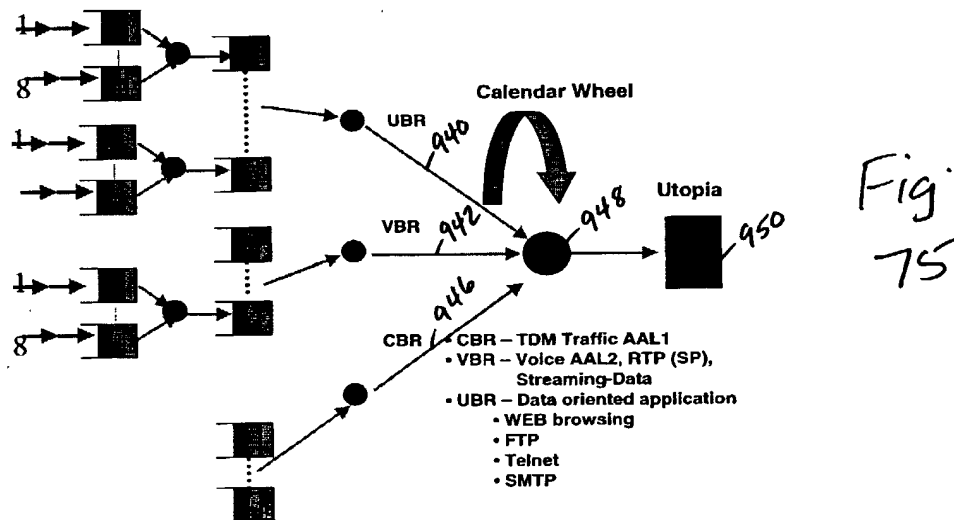 1
8
1
1
8
UBR
940
Calendar Wheel
VBR
942
948
Utopia
950
CBR
946
Fig.
75
• CBR – TDM Traffic AAL1
• VBR – Voice AAL2, RTP (SP),
Streaming-Data
• UBR – Data oriented application
• WEB browsing
• FTP
• Telnet
• SMTP